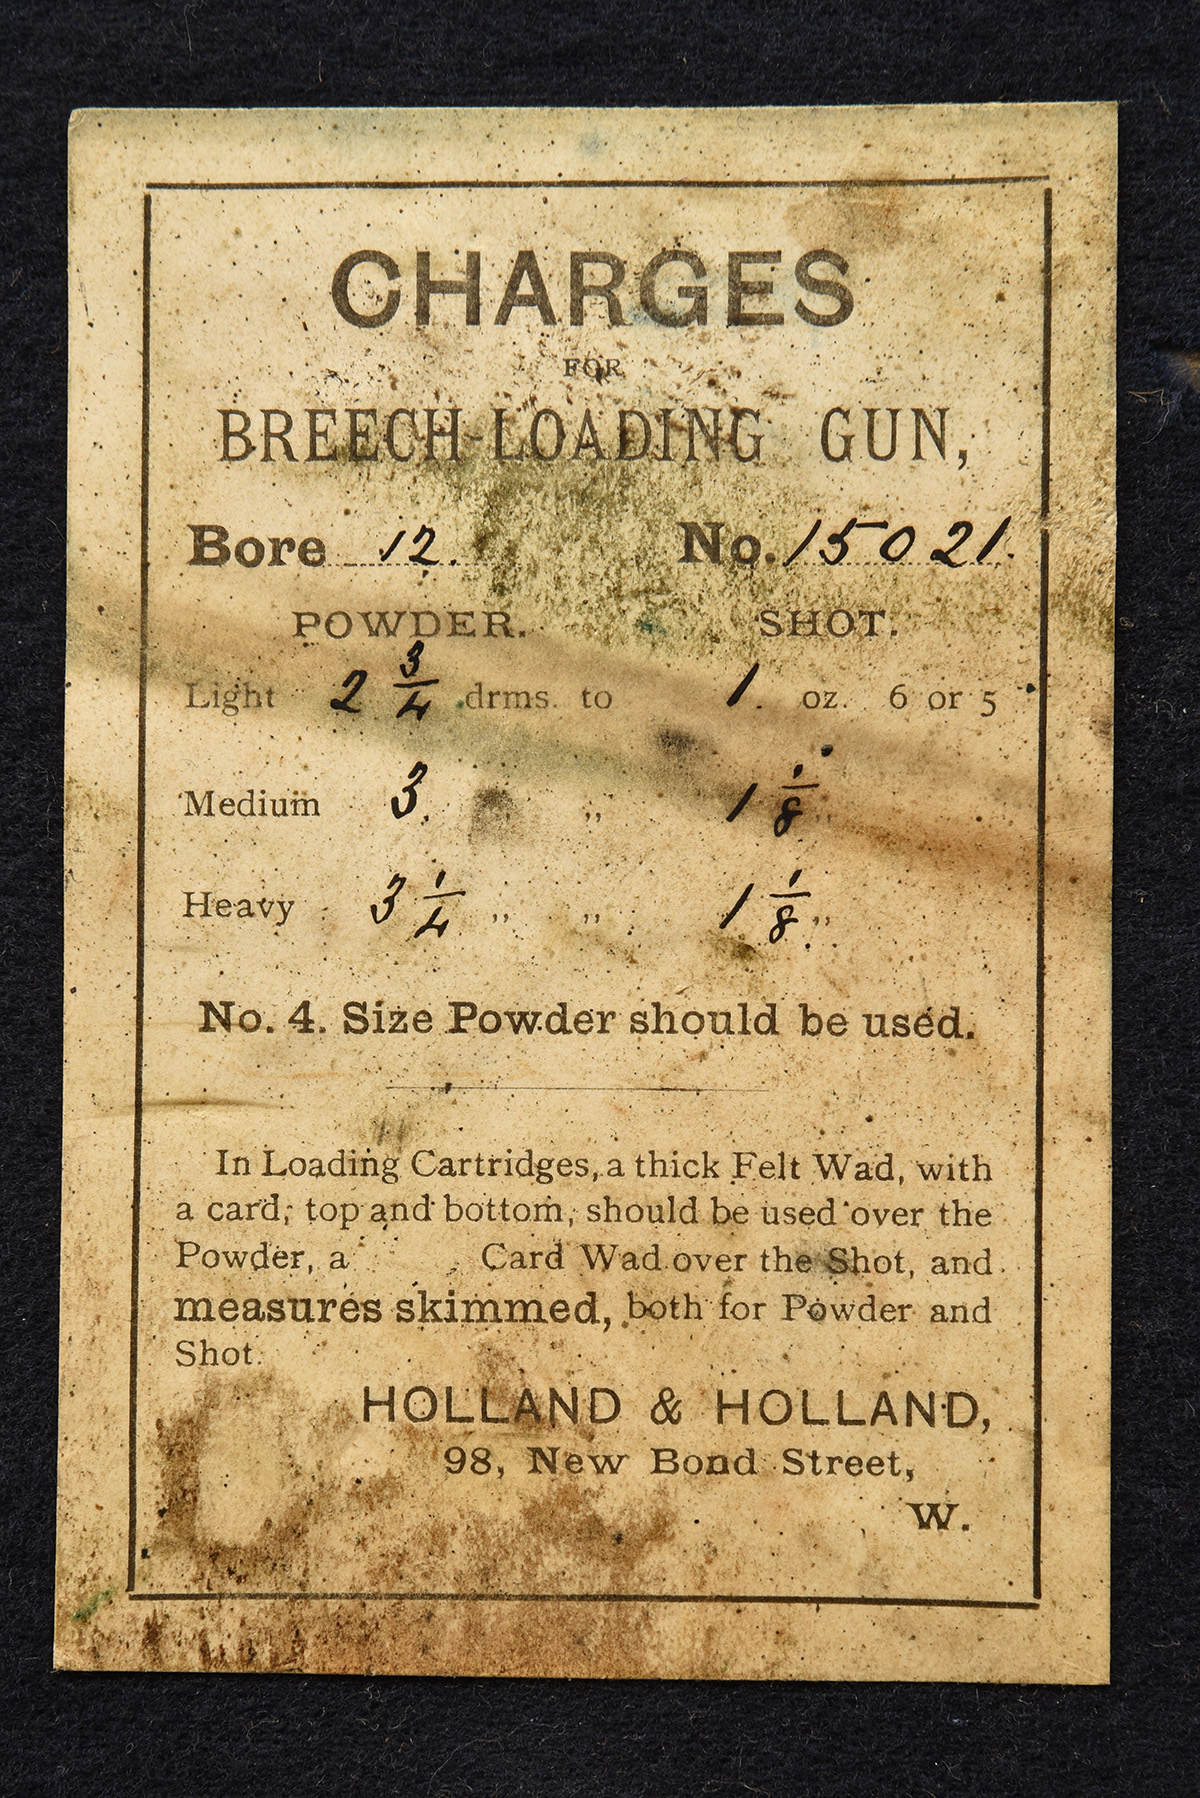 CHARGES
FOR
BREECH-LOADING GUN,
Bore 12. No. 15021.
POWDER. SHOT.
Light 2 3/4 drms. to 1. oz. 6 or 5
Medium 3. ,, ,, 1 1/8 ,,
Heavy 3 1/4 ,, ,, 1 1/8 ,,
No. 4. Size Powder should be used.
In Loading Cartridges, a thick Felt Wad, with
a card, top and bottom, should be used over the
Powder, a Card Wad over the Shot, and
measures skimmed, both for Powder and
Shot.
HOLLAND & HOLLAND,
98, New Bond Street,
W.